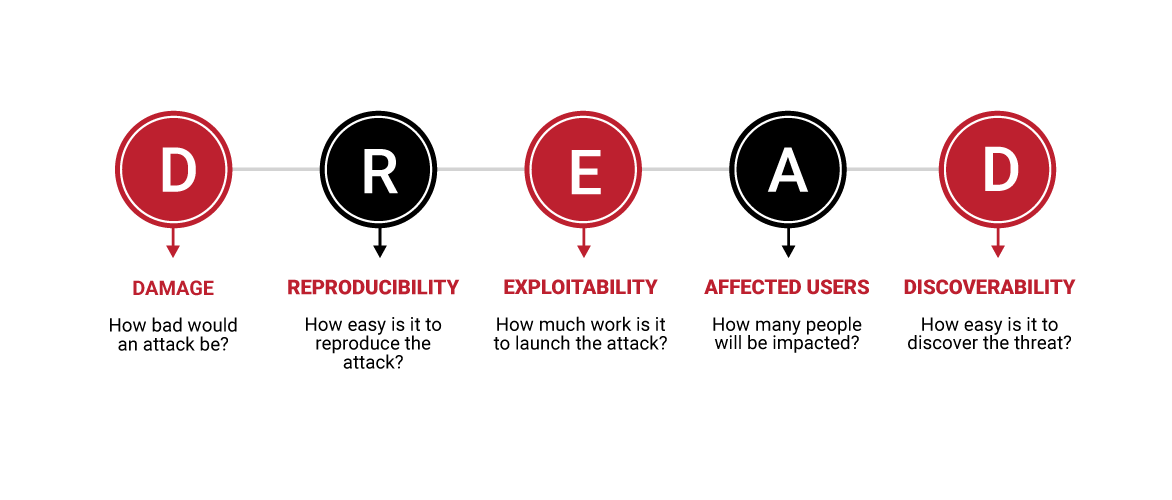 D
R
E
A
D
DAMAGE
How bad would
an attack be?
REPRODUCIBILITY
How easy is it to
reproduce the
attack?
EXPLOITABILITY
How much work is it
to launch the attack?
AFFECTED USERS
How many people
will be impacted?
DISCOVERABILITY
How easy is it to
discover the threat?